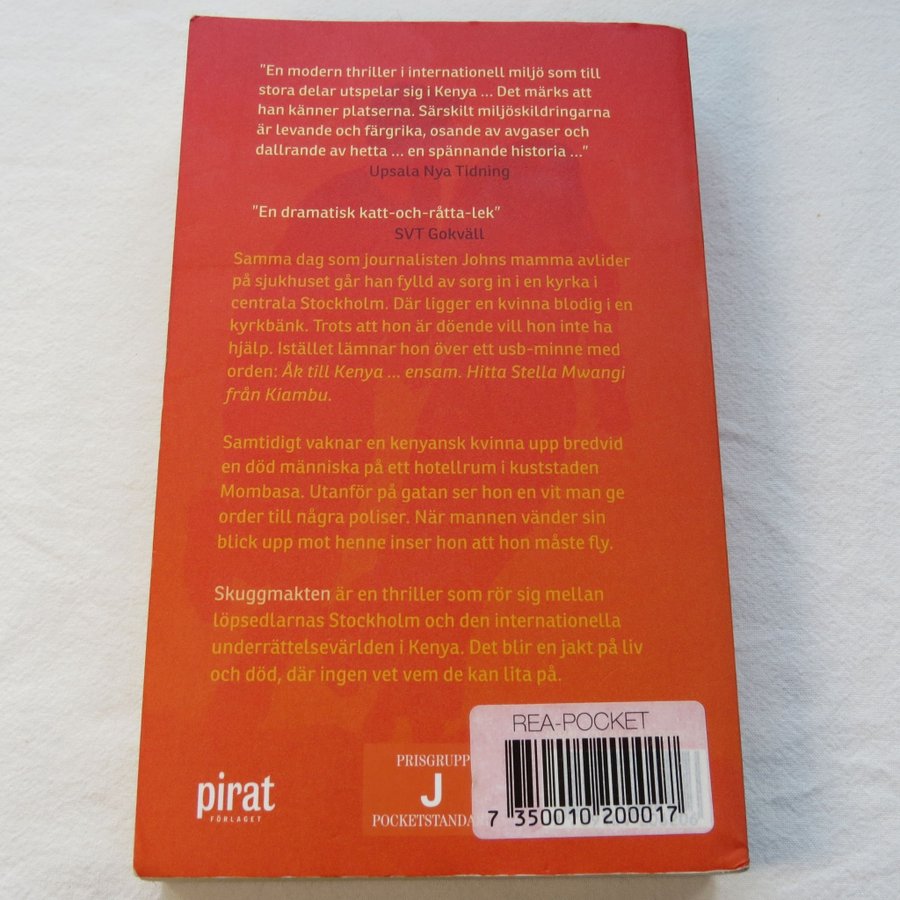 ”En modern thriller i internationell miljö som till
stora delar utspelar sig i Kenya ... Det märks att
han känner platserna. Särskilt miljöskildringarna
är levande och färgrika, osande av avgaser och
dallrande av hetta ... en spännande historia ...”
Upsala Nya Tidning
”En dramatisk katt-och-råtta-lek”
SVT Gokväll
Samma dag som journalisten Johns mamma avlider
på sjukhuset går han fylld av sorg in i en kyrka i
centrala Stockholm. Där ligger en kvinna blodig i en
kyrkbänk. Trots att hon är döende vill hon inte ha
hjälp. Istället lämnar hon över ett usb-minne med
orden: Åk till Kenya ... ensam. Hitta Stella Mwangi
från Kiambu.
Samtidigt vaknar en kenyansk kvinna upp bredvid
en död människa på ett hotellrum i kuststaden
Mombasa. Utanför på gatan ser hon en vit man ge
order till några poliser. När mannen vänder sin
blick upp mot henne inser hon att hon måste fly.
Skuggmakten är en thriller som rör sig mellan
löpsedlarnas Stockholm och den internationella
underrättelsevärlden i Kenya. Det blir en jakt på liv
och död, där ingen vet vem de kan lita på.
pirat
FÖRLAGET
PRISGRUPP
J
POCKETSTANDA
REA-POCKET
7 350010 200017